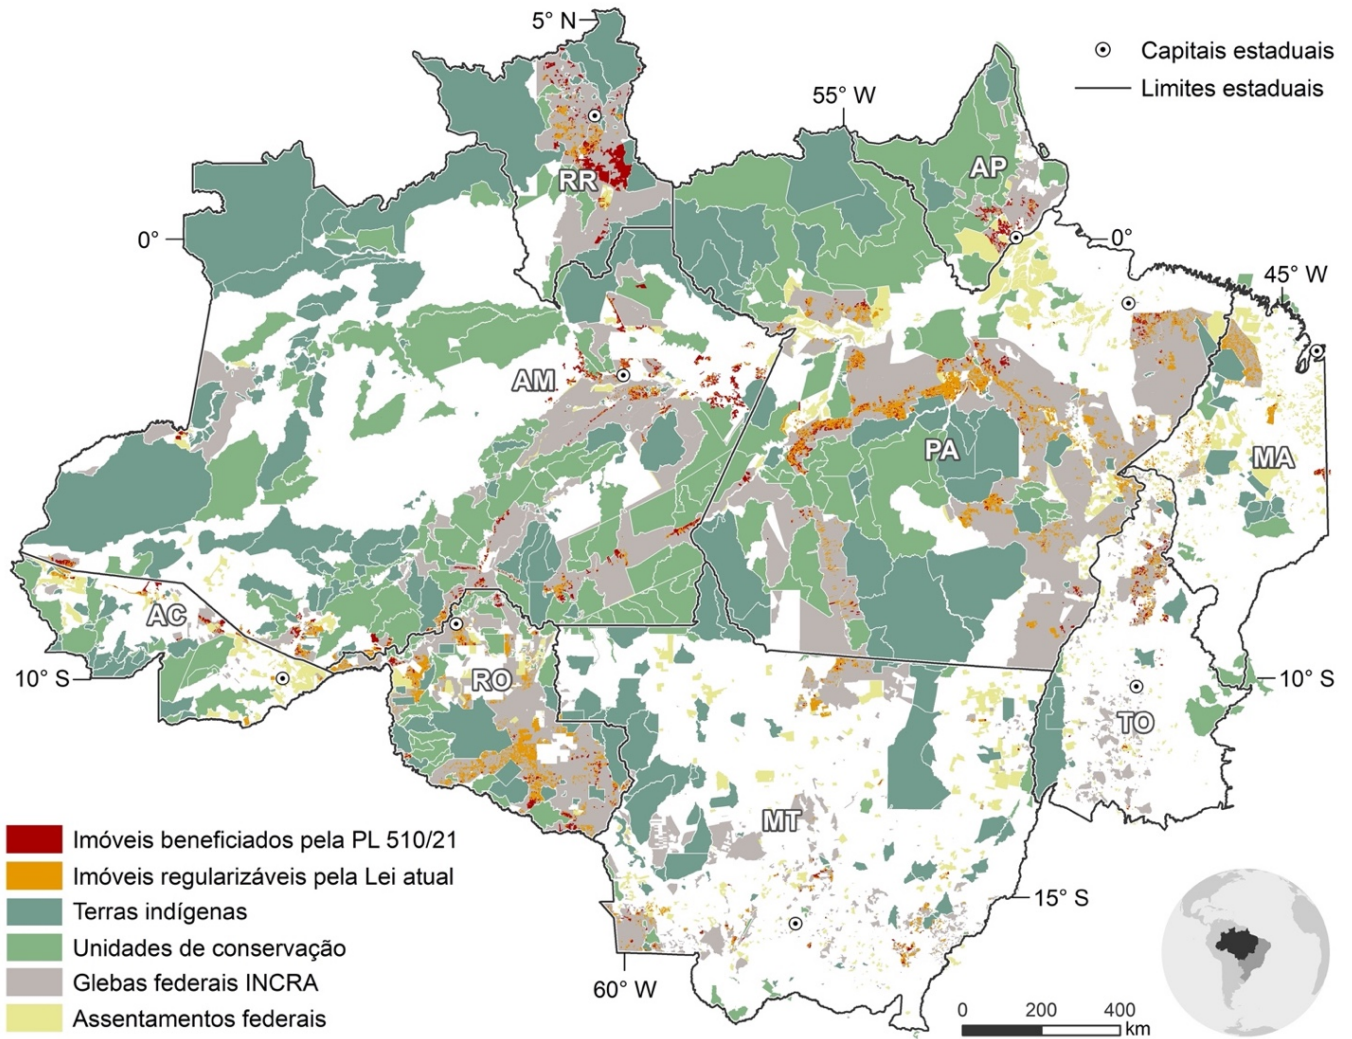 5° N
Capitais estaduais
Limites estaduais
55° W
AP
RR
0°
0°
45° W
AM
PA
MA
AC
10° S
RO
10° S
TO
MT
Imóveis beneficiados pela PL 510/21
Imóveis regularizáveis pela Lei atual
Terras indígenas
Unidades de conservação
Glebas federais INCRA
Assentamentos federais
15° S
60° W
0 200 400
km